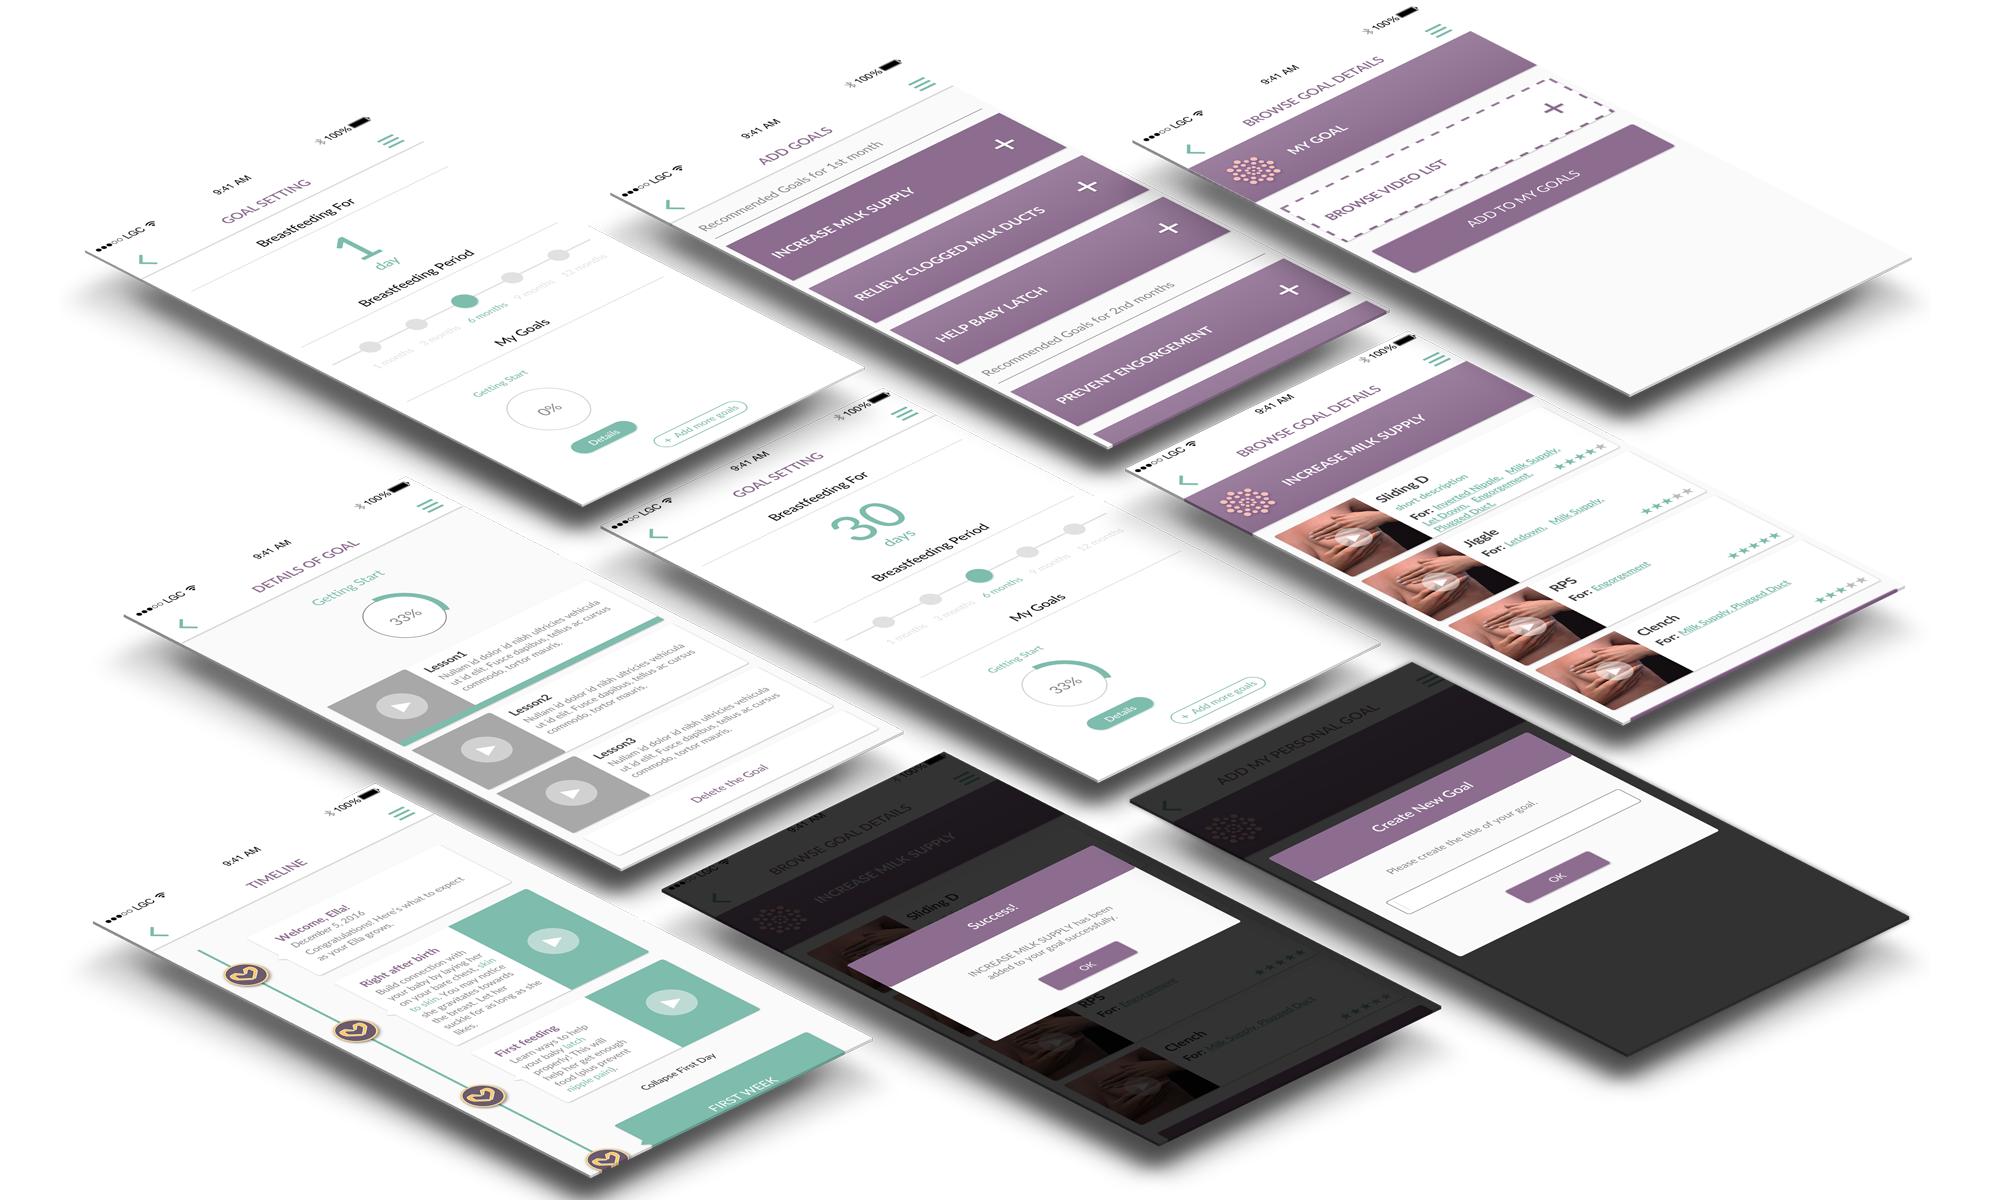 ●●●○○ LGC
9:41 AM
100%
GOAL SETTING
Breastfeeding For
1
day
Breastfeeding Period
1 months
3 months
6 months
9 months
12 months
My Goals
Getting Start
0%
Details
+ Add more goals
●●●○○ LGC
9:41 AM
100%
ADD GOALS
Recommended Goals for 1st month
INCREASE MILK SUPPLY
RELIEVE CLOGGED MILK DUCTS
HELP BABY LATCH
Recommended Goals for 2nd months
PREVENT ENGORGEMENT
●●●○○ LGC
9:41 AM
100%
BROWSE GOAL DETAILS
MY GOAL
BROWSE VIDEO LIST
ADD TO MY GOALS
●●●○○ LGC
9:41 AM
100%
DETAILS OF GOAL
Getting Start
33%
Lesson1
Nullam id dolor id nibh ultricies vehicula
ut id elit. Fusce dapibus, tellus ac cursus
commodo, tortor mauris.
Lesson2
Nullam id dolor id nibh ultricies vehicula
ut id elit. Fusce dapibus, tellus ac cursus
commodo, tortor mauris.
Lesson3
Nullam id dolor id nibh ultricies vehicula
ut id elit. Fusce dapibus, tellus ac cursus
commodo, tortor mauris.
Delete the Goal
●●●○○ LGC
9:41 AM
100%
GOAL SETTING
Breastfeeding For
30
days
Breastfeeding Period
1 months
3 months
6 months
9 months
12 months
My Goals
Getting Start
33%
Details
+ Add more goals
●●●○○ LGC
9:41 AM
100%
BROWSE GOAL DETAILS
INCREASE MILK SUPPLY
Sliding D
short description
For: Inverted Nipple, Milk Supply,
Let Down, Engorgement,
Plugged Duct,
Jiggle
For: Letdown, Milk Supply,
RPS
For: Engorgement
Clench
For: Milk Supply, Plugged Duct
●●●○○ LGC
9:41 AM
100%
TIMELINE
Welcome, Ella!
December 5, 2016
Congratulations! Here's what to expect
as your Ella grows.
Right after birth
Build connection with
your baby by laying her
on your bare chest, skin
to skin. You may notice
she gravitates towards
the breast. Let her
suckle for as long as she
likes.
First feeding
Learn ways to help
your baby latch
properly! This will
help her get enough
food (plus prevent
nipple pain).
Collapse First Day
FIRST WEEK
●●●○○ LGC
9:41 AM
100%
BROWSE GOAL DETAILS
INCREASE MILK SUPPLY
Sliding D
Success!
INCREASE MILK SUPPLY has been
added to your goal successfully.
OK
RPS
For: Engorgement
Clench
For: Milk Supply, Plugged Duct
ADD MY PERSONAL GOAL
Create New Goal
Please create the title of your goal.
OK